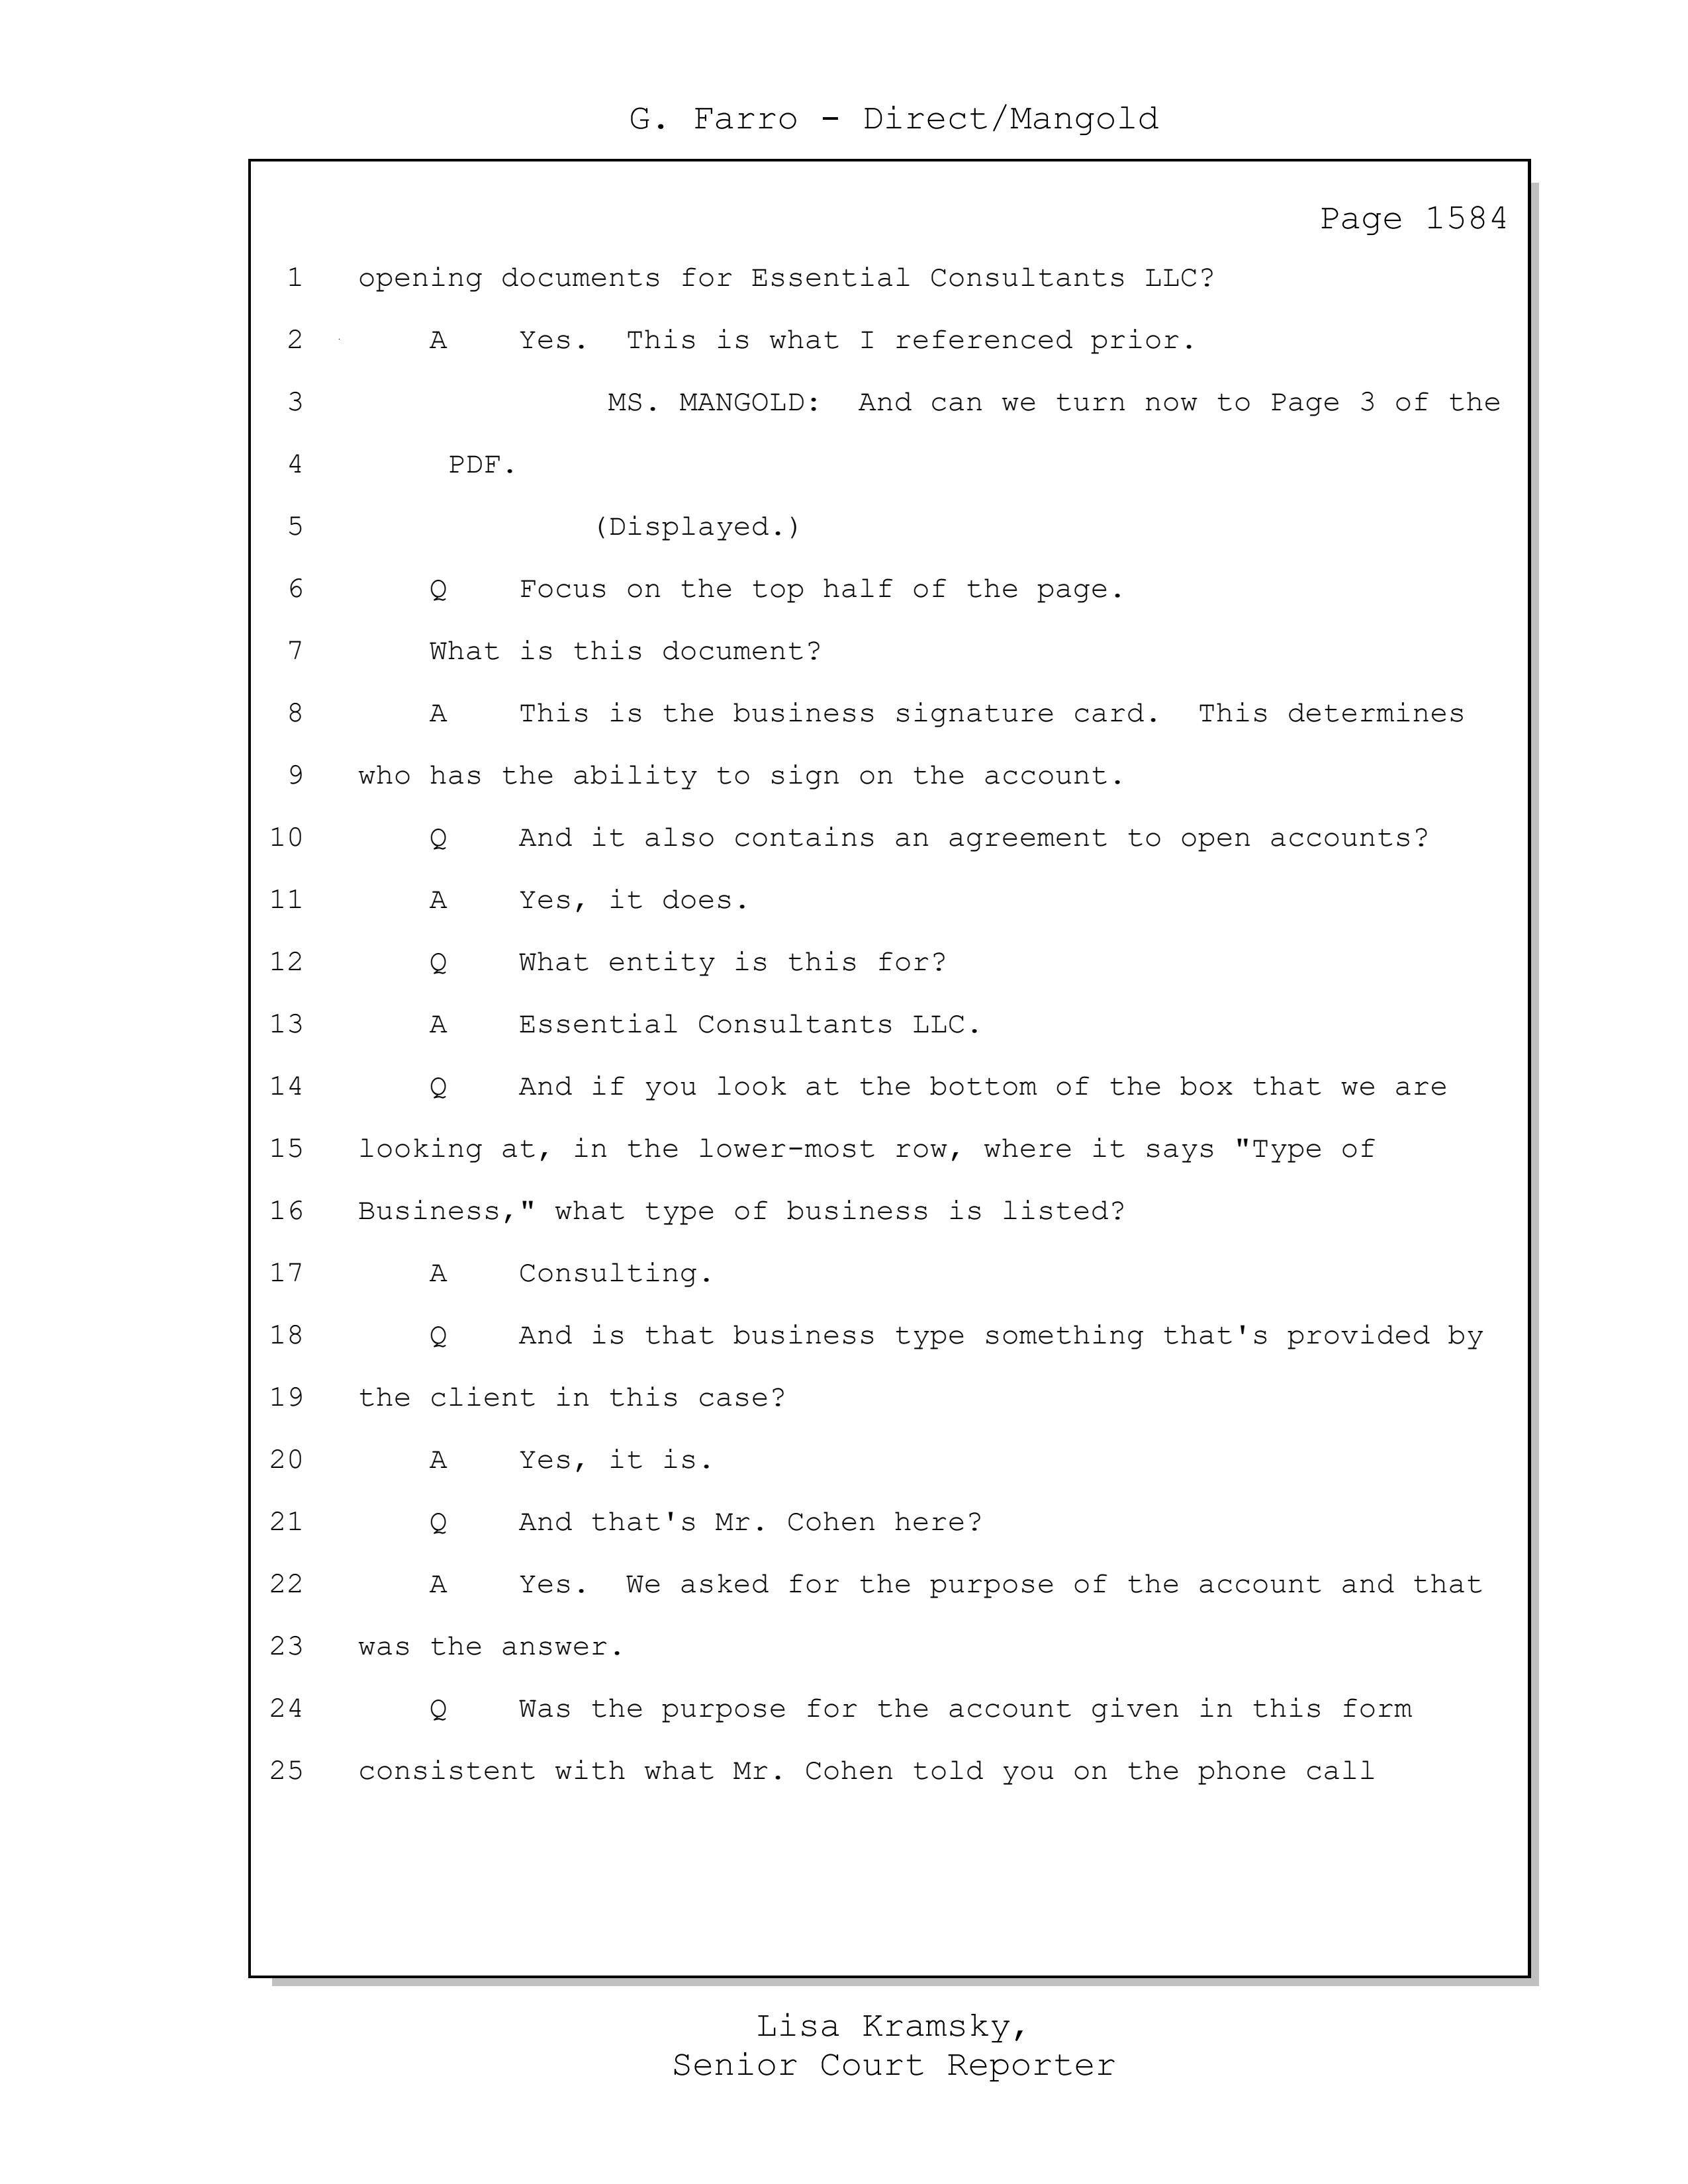 G. Farro - Direct/Mangold
Page 1584
1 opening documents for Essential Consultants LLC?
2 A Yes. This is what I referenced prior.
3 MS. MANGOLD: And can we turn now to Page 3 of the
4 PDF.
5 (Displayed.)
6 Q Focus on the top half of the page.
7 What is this document?
8 A This is the business signature card. This determines
9 who has the ability to sign on the account.
10 Q And it also contains an agreement to open accounts?
11 A Yes, it does.
12 Q What entity is this for?
13 A Essential Consultants LLC.
14 Q And if you look at the bottom of the box that we are
15 looking at, in the lower-most row, where it says "Type of
16 Business," what type of business is listed?
17 A Consulting.
18 Q And is that business type something that's provided by
19 the client in this case?
20 A Yes, it is.
21 Q And that's Mr. Cohen here?
22 A Yes. We asked for the purpose of the account and that
23 was the answer.
24 Q Was the purpose for the account given in this form
25 consistent with what Mr. Cohen told you on the phone call
Lisa Kramsky,
Senior Court Reporter